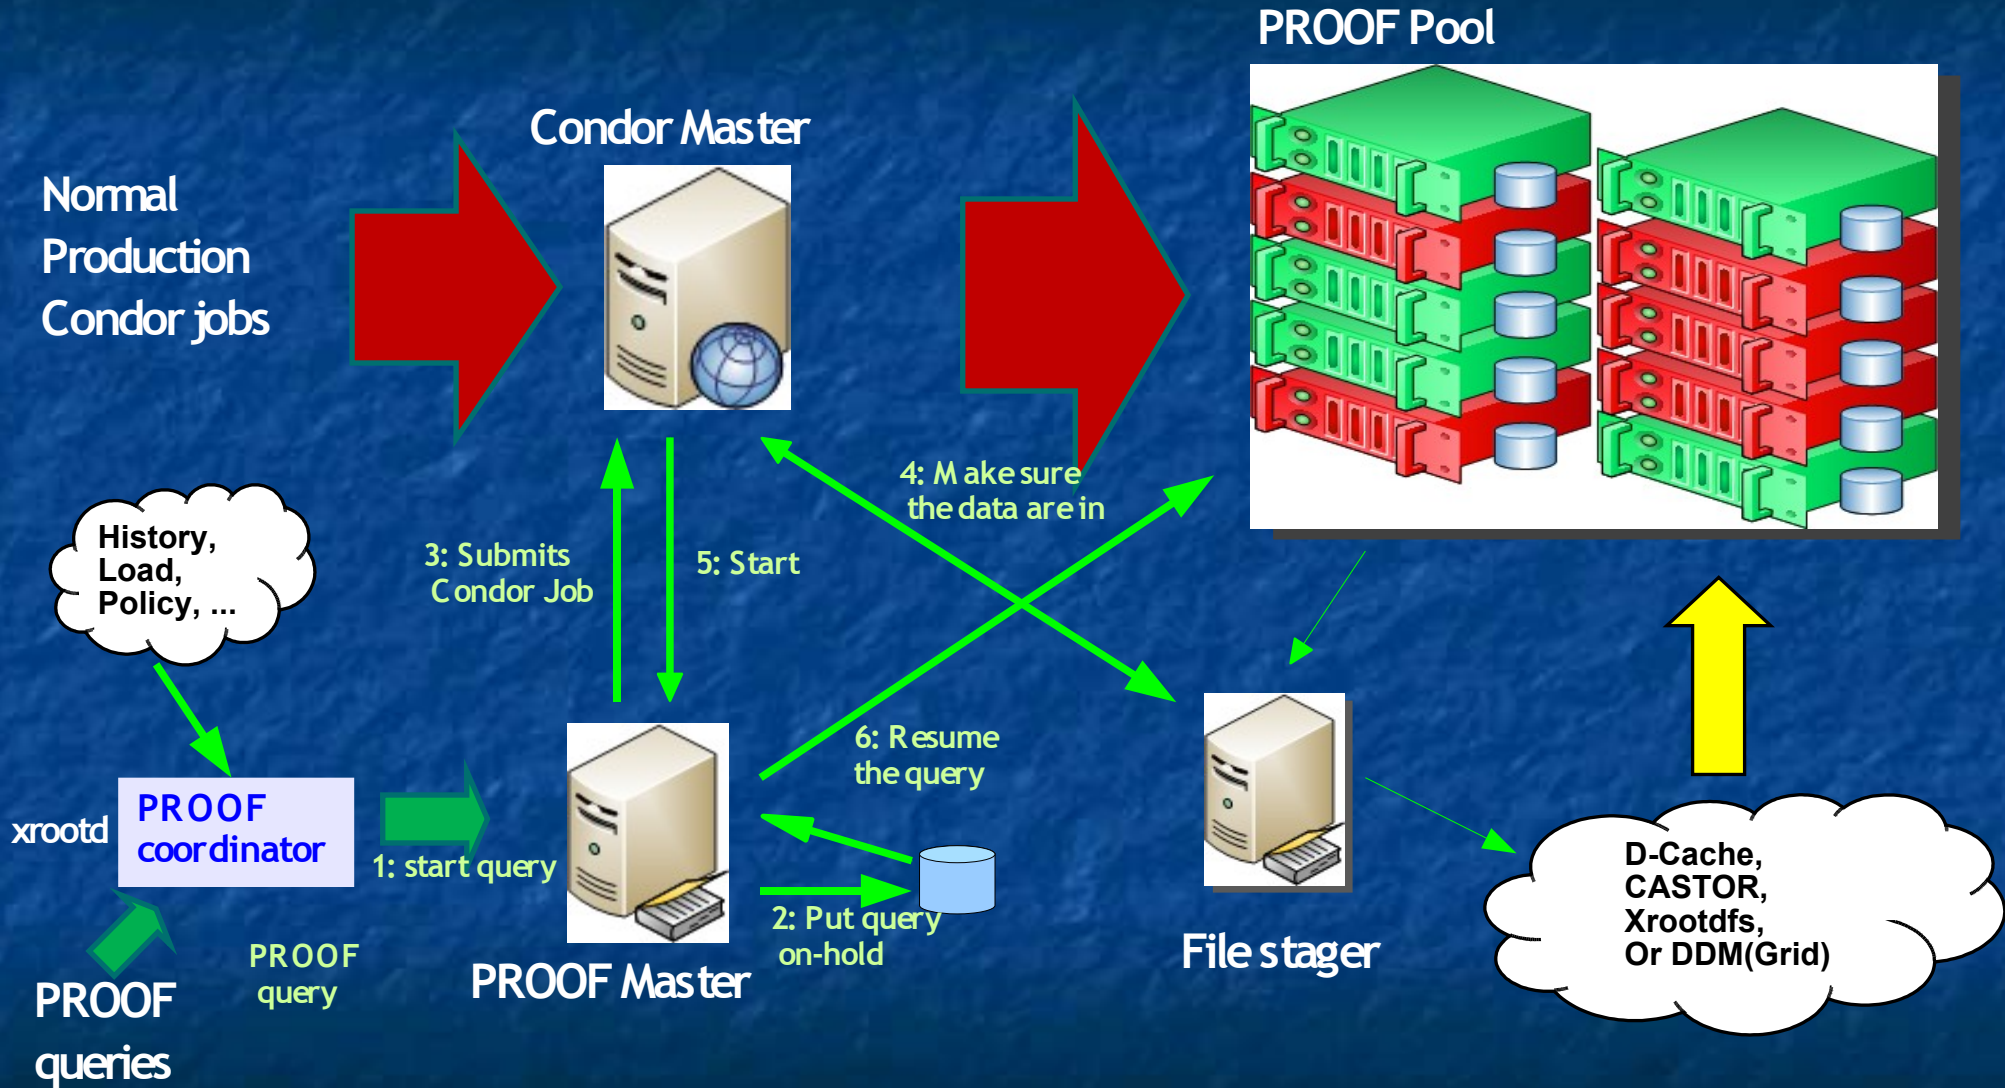 PROOF Pool
Condor Master
Normal
Production
Condor jobs
4: Make sure
the data are in
History,
Load,
Policy, ...
3: Submits
Condor Job
5: Start
6: Resume
the query
xrootd
PROOF
coordinator
1: start query
2: Put query
on-hold
PROOF
query
PROOF Master
File stager
D-Cache,
CASTOR,
Xrootdfs,
Or DDM(Grid)
PROOF
queries